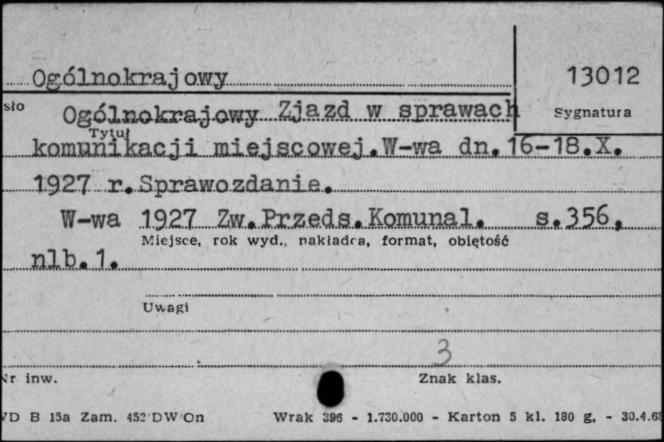 Ogólnokrajowy 13012
sło Sygnatura
Ogólnokrajowy Zjazd w sprawach
Tytuł
komunikacji miejscowej.W-wa dn.16-18.X.
1927 r.Sprawozdanie.
W-wa 1927 Zw.Przeds.Komunal. s.356,
Miejsce, rok wyd., nakładca, format, objętość
nlb.1.
Uwagi
3
Nr inw. Znak klas.
VD B 15a Zam. 452 DW/On Wrak 396 - 1.730.000 - Karton 5 kl. 180 g. - 30.4.68